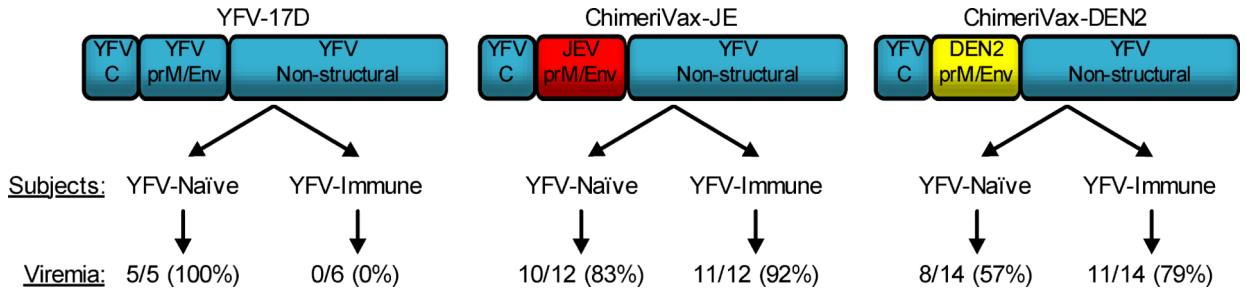 YFV-17D ChimeriVax-JE ChimeriVax-DEN2
YFV YFV YFV YFV JEV YFV YFV DEN2 YFV
C prM/Env Non-structural C prM/Env Non-structural C prM/Env Non-structural
Subjects: YFV-Naïve YFV-Immune YFV-Naïve YFV-Immune YFV-Naïve YFV-Immune
Viremia: 5/5 (100%) 0/6 (0%) 10/12 (83%) 11/12 (92%) 8/14 (57%) 11/14 (79%)